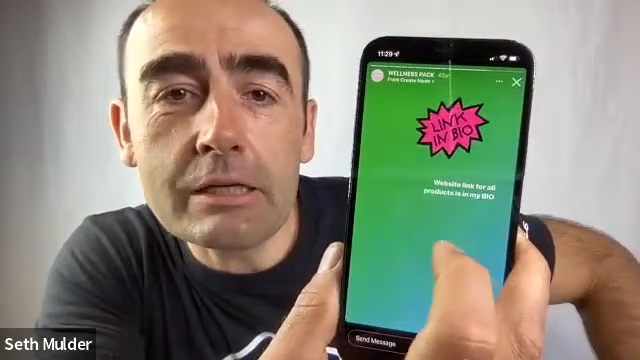 11:29
WELLNESS PACK 43w
From Create Mode ›
LINK
IN BIO
Website link for all
products is in my BIO
Send Message
Seth Mulder